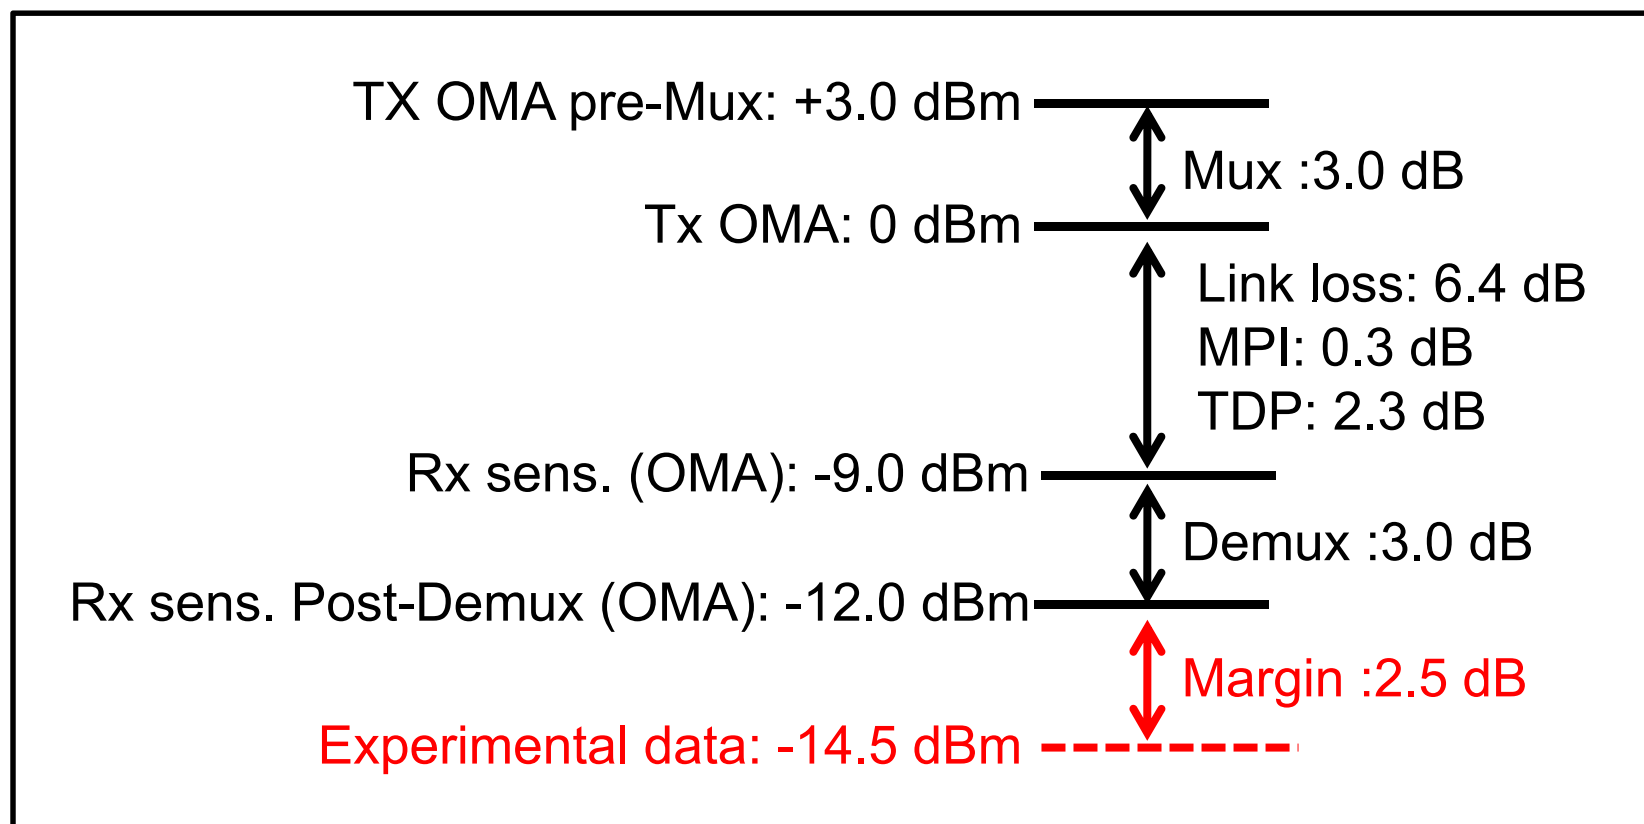 TX OMA pre-Mux: +3.0 dBm
Mux :3.0 dB
Tx OMA: 0 dBm
Link loss: 6.4 dB
MPI: 0.3 dB
TDP: 2.3 dB
Rx sens. (OMA): -9.0 dBm
Demux :3.0 dB
Rx sens. Post-Demux (OMA): -12.0 dBm
Margin :2.5 dB
Experimental data: -14.5 dBm